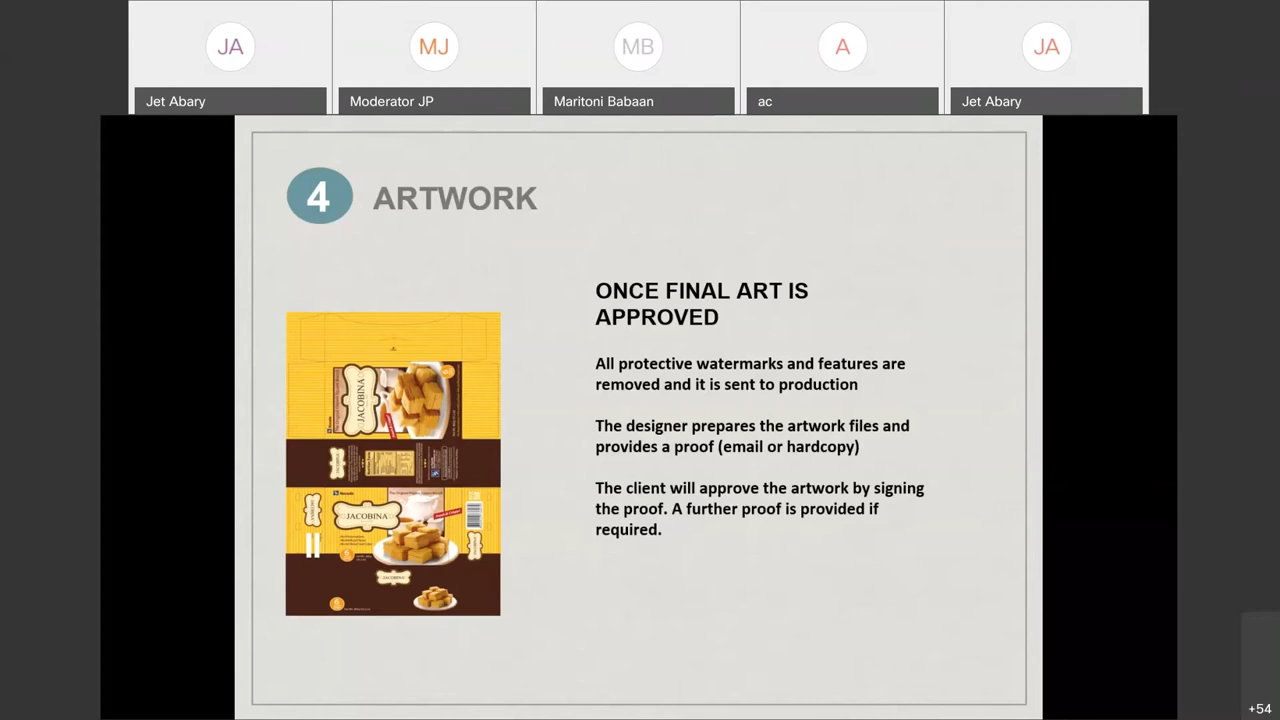 JA
MJ
MB
A
JA
Jet Abary
Moderator JP
Maritoni Babaan
ac
Jet Abary
4 ARTWORK
ONCE FINAL ART IS
APPROVED
All protective watermarks and features are
removed and it is sent to production
The designer prepares the artwork files and
provides a proof (email or hardcopy)
The client will approve the artwork by signing
the proof. A further proof is provided if
required.
JACOBINA
JACOBINA
JACOBINA
+54